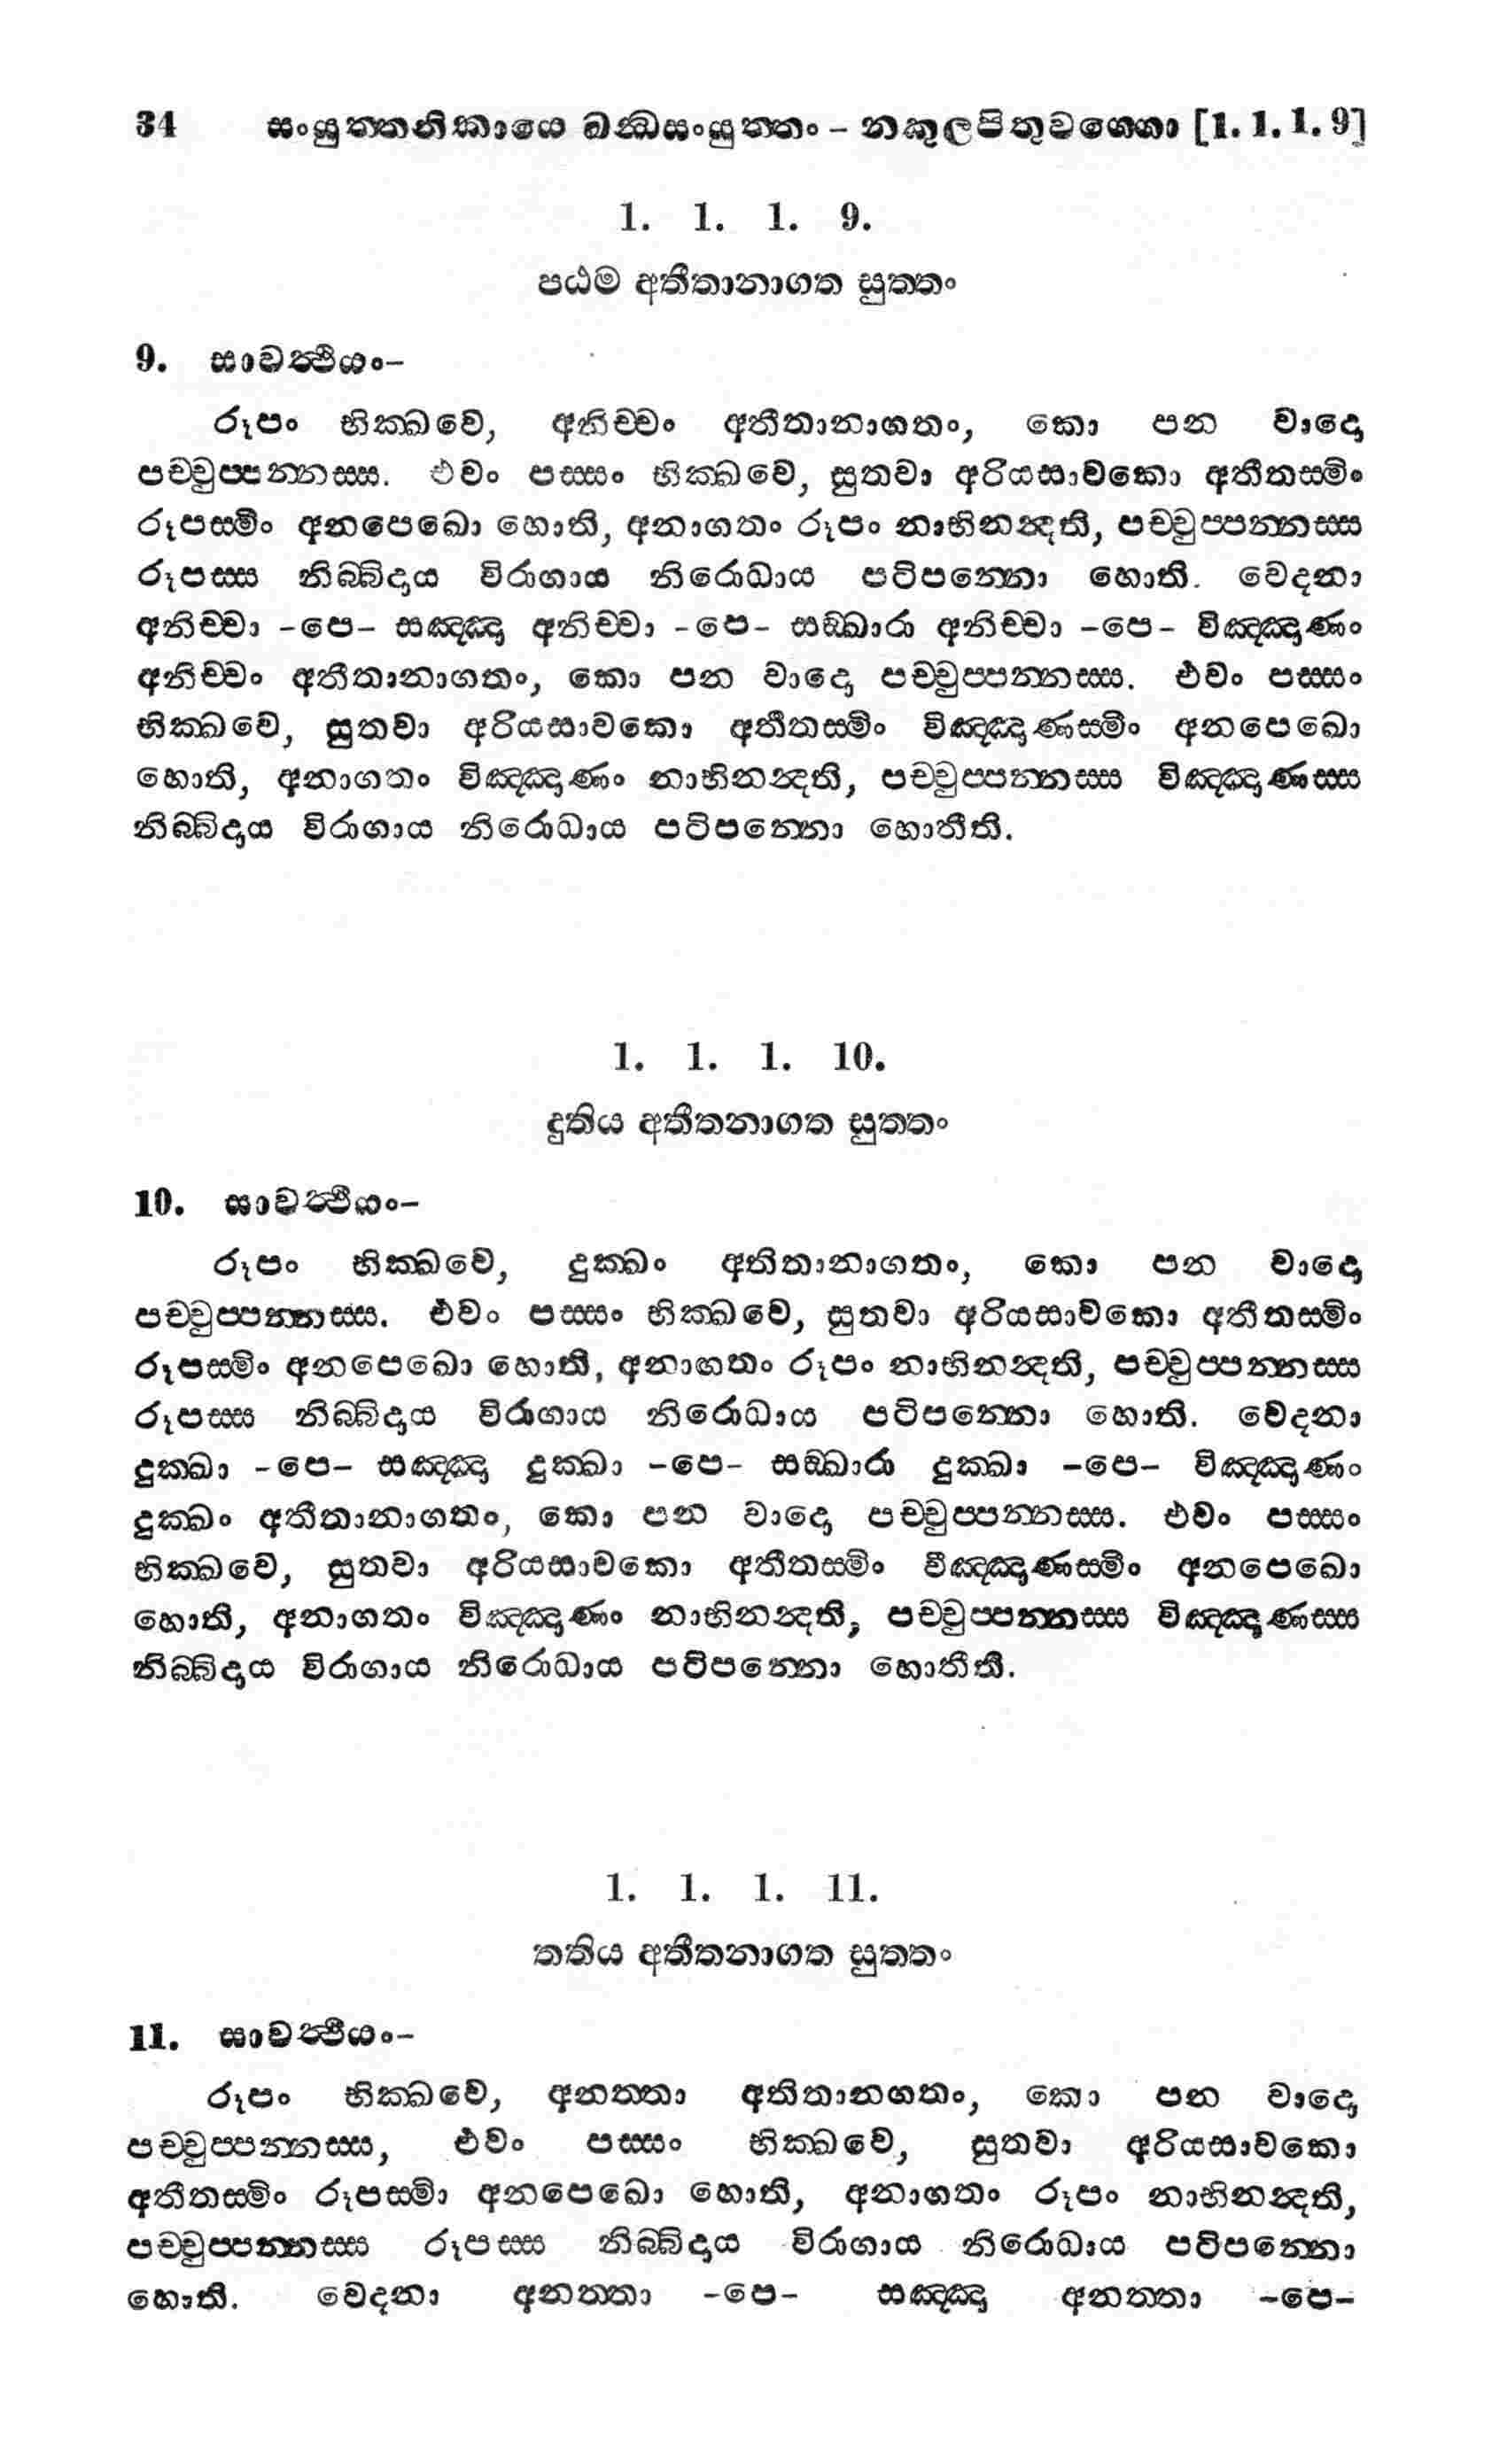 34 සංයුත්තනිකායෙ ඛන්ධසංයුත්තං – නකුලපිතුවග්ගො [1. 1. 1. 9]
1. 1. 1. 9.
පඨම අතීතානාගත සුත්තං
9. සාවත්ථියං–
රූපං භික්ඛවෙ, අනිච්චං අතීතානාගතං, කො පන වාදො
පච්චුප්පන්නස්ස. එවං පස්සං භික්ඛවෙ, සුතවා අරියසාවකො අතීතස්මිං
රූපස්මිං අනපෙඛො හොති, අනාගතං රූපං නාභිනන්දති, පච්චුප්පන්නස්ස
රූපස්ස නිබ්බිදාය විරාගාය නිරොධාය පටිපන්නො හොති. වෙදනා
අනිච්චා –පෙ– සඤ්ඤා අනිච්චා –පෙ– සඞ්ඛාරා අනිච්චා –පෙ– විඤ්ඤාණං
අනිච්චං අතීතානාගතං, කො පන වාදො පච්චුප්පන්නස්ස. එවං පස්සං
භික්ඛවෙ, සුතවා අරියසාවකො අතීතස්මිං විඤ්ඤාණස්මිං අනපෙඛො
හොති, අනාගතං විඤ්ඤාණං නාභිනන්දති, පච්චුප්පන්නස්ස විඤ්ඤාණස්ස
නිබ්බිදාය විරාගාය නිරොධාය පටිපන්නො හොතීති.
1. 1. 1. 10.
දුතිය අතීතනාගත සුත්තං
10. සාවත්ථියං–
රූපං භික්ඛවෙ, දුක්ඛං අතිතානාගතං, කො පන වාදො
පච්චුප්පන්නස්ස. එවං පස්සං භික්ඛවෙ, සුතවා අරියසාවකො අතීතස්මිං
රූපස්මිං අනපෙඛො හොති, අනාගතං රූපං නාභිනන්දති, පච්චුප්පන්නස්ස
රූපස්ස නිබ්බිදාය විරාගාය නිරොධාය පටිපන්නො හොති. වෙදනා
දුක්ඛා –පෙ– සඤ්ඤා දුක්ඛා –පෙ– සඞ්ඛාරා දුක්ඛා –පෙ– විඤ්ඤාණං
දුක්ඛං අතීතානාගතං, කො පන වාදො පච්චුප්පන්නස්ස. එවං පස්සං
භික්ඛවෙ, සුතවා අරියසාවකො අතීතස්මිං විඤ්ඤාණස්මිං අනපෙඛො
හොති, අනාගතං විඤ්ඤාණං නාභිනන්දති, පච්චුප්පන්නස්ස විඤ්ඤාණස්ස
නිබ්බිදාය විරාගාය නිරොධාය පටිපන්නො හොතීති.
1. 1. 1. 11.
තතිය අතීතනාගත සුත්තං
11. සාවත්ථියං–
රූපං භික්ඛවෙ, අනත්තා අතිතානගතං, කො පන වාදො
පච්චුප්පන්නස්ස, එවං පස්සං භික්ඛවෙ, සුතවා අරියසාවකො
අතීතස්මිං රූපස්මිා අනපෙඛො හොති, අනාගතං රූපං නාභිනන්දති,
පච්චුප්පන්නස්ස රූපස්ස නිබ්බිදාය විරාගාය නිරොධාය පටිපන්නො
හොති. වෙදනා අනත්තා –පෙ– සඤ්ඤා අනත්තා –පෙ–